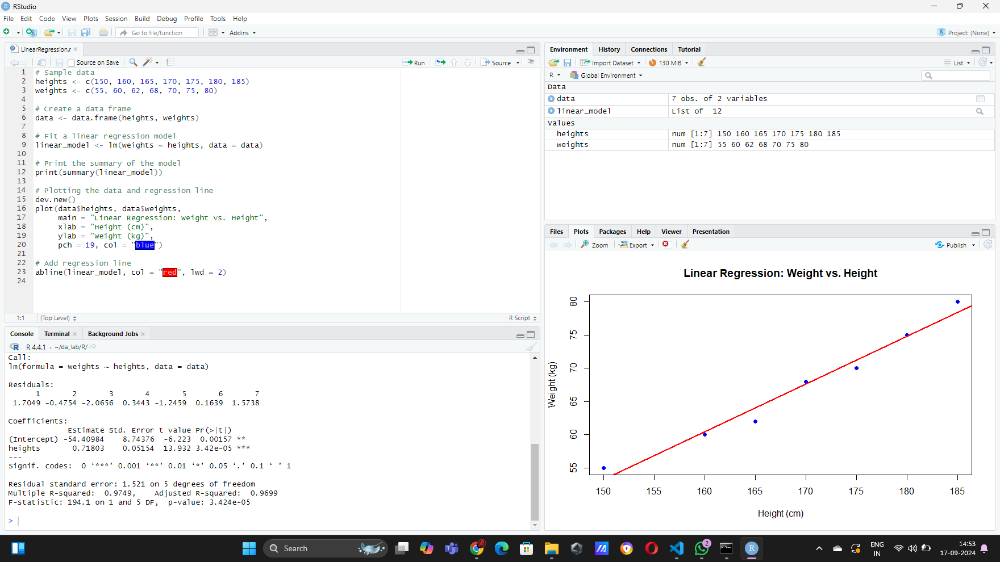 RStudio
File Edit Code View Plots Session Build Debug Profile Tools Help
Go to file/function Addins Project: (None)
LinearRegression.r
Source on Save Run Source
1 # Sample data
2 heights <- c(150, 160, 165, 170, 175, 180, 185)
3 weights <- c(55, 60, 62, 68, 70, 75, 80)
4
5 # Create a data frame
6 data <- data.frame(heights, weights)
7
8 # Fit a linear regression model
9 linear_model <- lm(weights ~ heights, data = data)
10
11 # Print the summary of the model
12 print(summary(linear_model))
13
14 # Plotting the data and regression line
15 dev.new()
16 plot(data$heights, data$weights,
17 main = "Linear Regression: Weight vs. Height",
18 xlab = "Height (cm)",
19 ylab = "Weight (kg)",
20 pch = 19, col = "blue")
21
22 # Add regression line
23 abline(linear_model, col = "red", lwd = 2)
24
1:1 (Top Level) R Script
Console Terminal Background Jobs
R 4.4.1 · ~/da_lab/R/
Call:
lm(formula = weights ~ heights, data = data)
Residuals:
1 2 3 4 5 6 7
1.7049 -0.4754 -2.0656 0.3443 -1.2459 0.1639 1.5738
Coefficients:
Estimate Std. Error t value Pr(>|t|)
(Intercept) -54.40984 8.74376 -6.223 0.00157 **
heights 0.71803 0.05154 13.932 3.42e-05 ***
---
Signif. codes: 0 ‘***’ 0.001 ‘**’ 0.01 ‘*’ 0.05 ‘.’ 0.1 ‘ ’ 1
Residual standard error: 1.521 on 5 degrees of freedom
Multiple R-squared: 0.9749, Adjusted R-squared: 0.9699
F-statistic: 194.1 on 1 and 5 DF, p-value: 3.424e-05
>
Environment History Connections Tutorial
Import Dataset 130 MiB List
R Global Environment
Data
data 7 obs. of 2 variables
linear_model List of 12
Values
heights num [1:7] 150 160 165 170 175 180 185
weights num [1:7] 55 60 62 68 70 75 80
Files Plots Packages Help Viewer Presentation
Zoom Export Publish
Linear Regression: Weight vs. Height
80
75
70
65
60
55
Weight (kg)
150 155 160 165 170 175 180 185
Height (cm)
Search
2
ENG
IN
14:53
17-09-2024